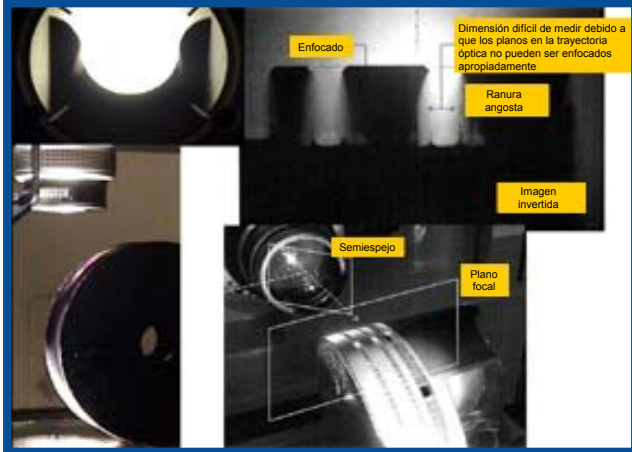 Dimensión difícil de medir debido a
que los planos en la trayectoria
óptica no pueden ser enfocados
apropiadamente
Enfocado
Ranura
angosta
Imagen
invertida
Semiespejo
Plano
focal